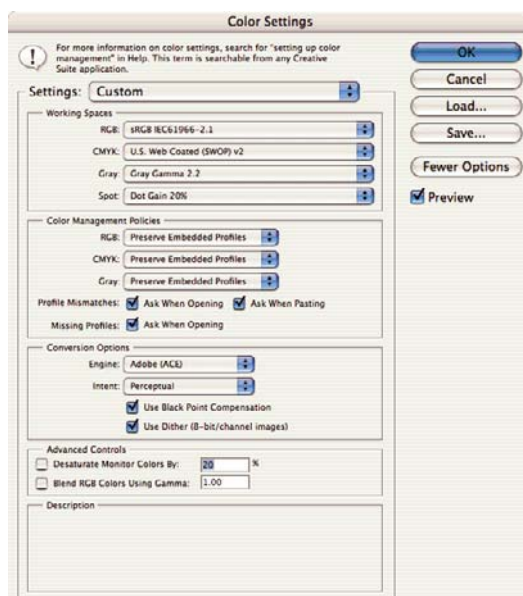 Color Settings
For more information on color settings, search for "setting up color
management" in Help. This term is searchable from any Creative
Suite application.
Settings: Custom
Working Spaces
RGB: sRGB IEC61966-2.1
CMYK: U.S. Web Coated (SWOP) v2
Gray: Gray Gamma 2.2
Spot: Dot Gain 20%
Color Management Policies
RGB: Preserve Embedded Profiles
CMYK: Preserve Embedded Profiles
Gray: Preserve Embedded Profiles
Profile Mismatches: Ask When Opening Ask When Pasting
Missing Profiles: Ask When Opening
Conversion Options
Engine: Adobe (ACE)
Intent: Perceptual
Use Black Point Compensation
Use Dither (8-bit/channel images)
Advanced Controls
Desaturate Monitor Colors By: 20 %
Blend RGB Colors Using Gamma: 1.00
Description
OK
Cancel
Load...
Save...
Fewer Options
Preview